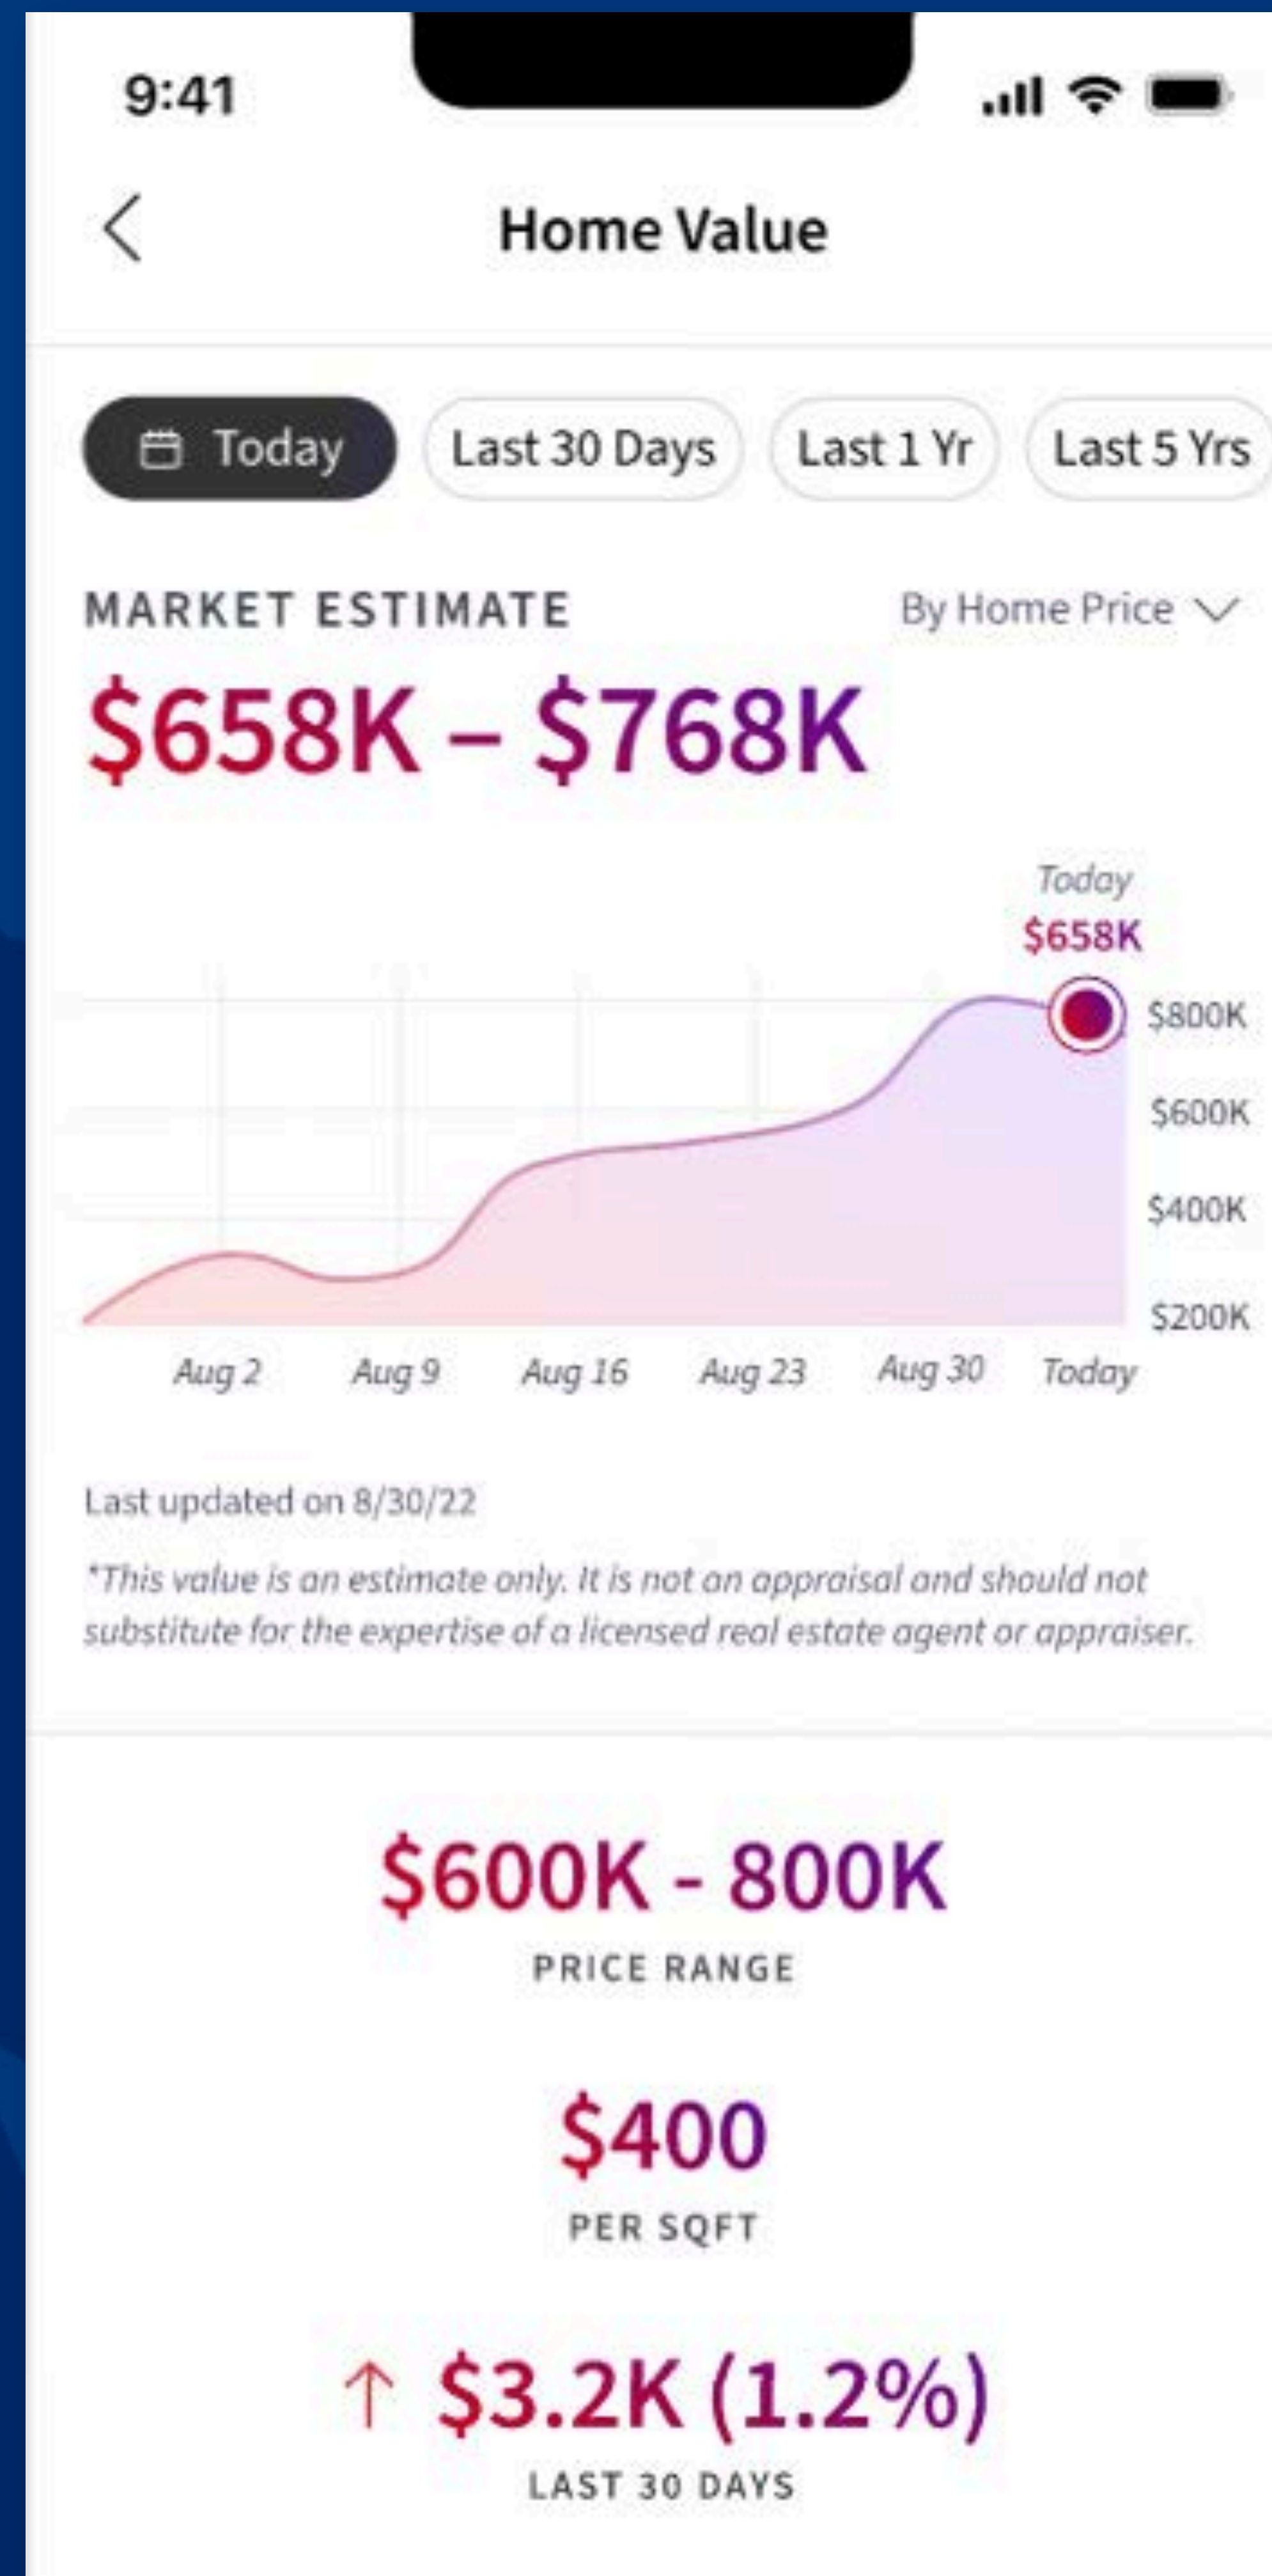 9:41
Home Value
Today Last 30 Days Last 1 Yr Last 5 Yrs
MARKET ESTIMATE By Home Price
$658K – $768K
Today
$658K
$800K
$600K
$400K
$200K
Aug 2 Aug 9 Aug 16 Aug 23 Aug 30 Today
Last updated on 8/30/22
*This value is an estimate only. It is not an appraisal and should not
substitute for the expertise of a licensed real estate agent or appraiser.
$600K - 800K
PRICE RANGE
$400
PER SQFT
↑ $3.2K (1.2%)
LAST 30 DAYS